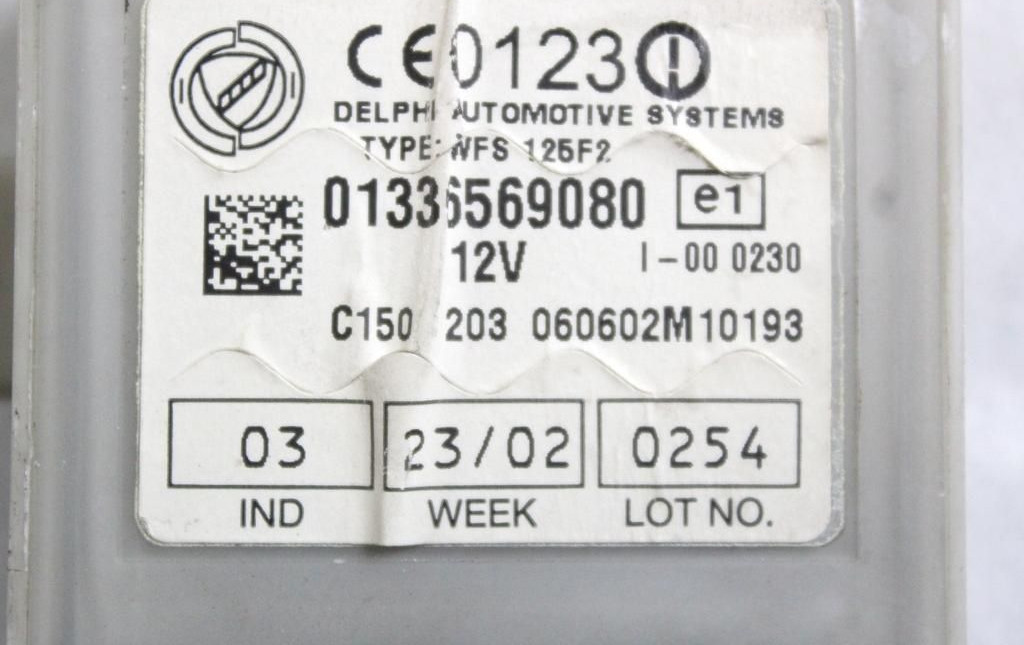 CE0123
DELPHI AUTOMOTIVE SYSTEMS
TYPE: WFS 125F2
01336569080 e1
12V I-00 0230
C150 203 060602M10193
03 23/02 0254
IND WEEK LOT NO.